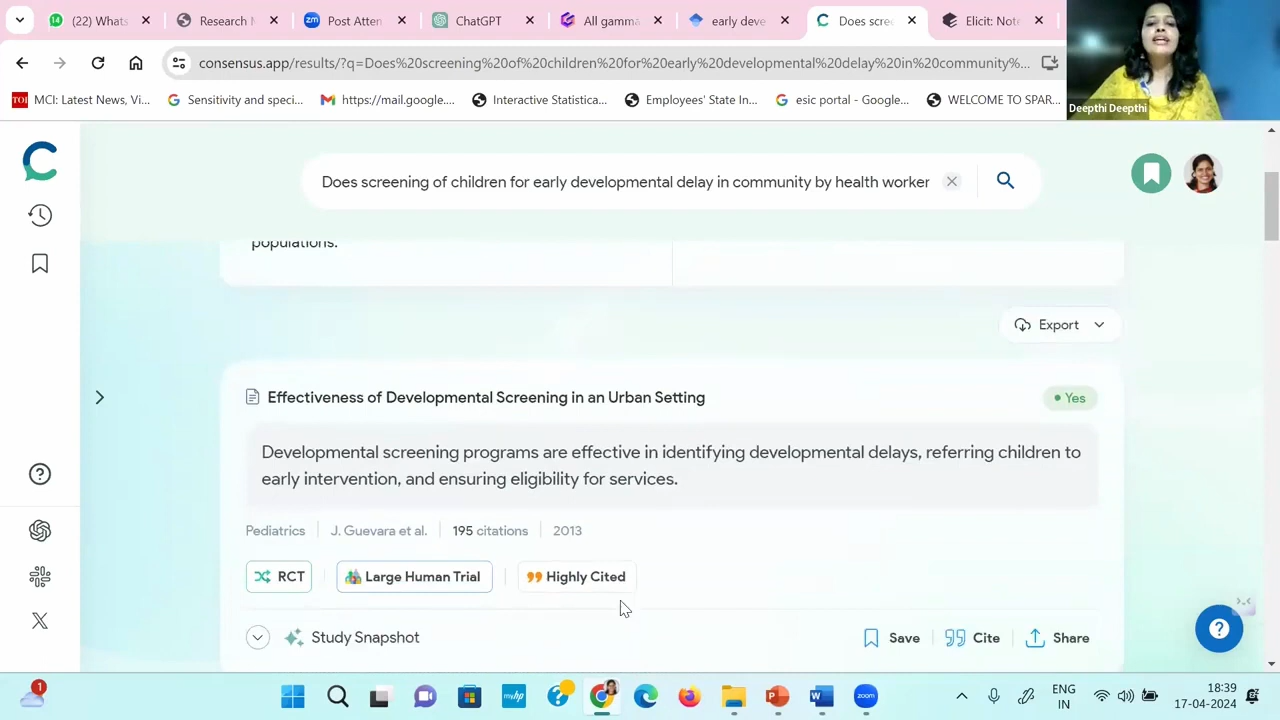 (22) Whats
Research M
zm Post Atten
ChatGPT
All gamma
early deve
Does scre
Elicit: Note
consensus.app/results/?q=Does%20screening%20of%20children%20for%20early%20developmental%20delay%20in%20community%...
TOI MCI: Latest News, Vi...
Sensitivity and speci...
https://mail.google....
Interactive Statistica...
Employees' State In...
esic portal - Google...
WELCOME TO SPAR...
Deepthi Deepthi
Does screening of children for early developmental delay in community by health worker
populations.
Export
Effectiveness of Developmental Screening in an Urban Setting
Yes
Developmental screening programs are effective in identifying developmental delays, referring children to
early intervention, and ensuring eligibility for services.
Pediatrics J. Guevara et al. 195 citations 2013
RCT Large Human Trial Highly Cited
Study Snapshot
Save Cite Share
1
myhp
zoom
ENG
IN
18:39
17-04-2024